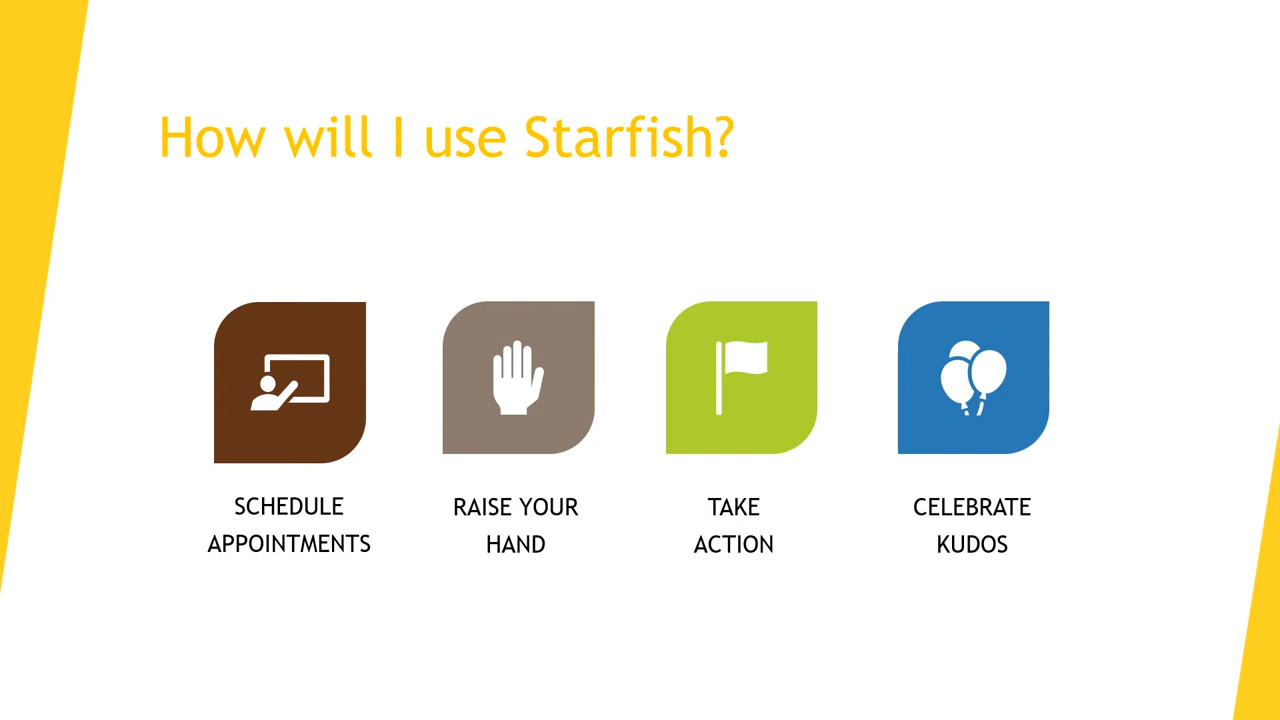 How will I use Starfish?
SCHEDULE
APPOINTMENTS
RAISE YOUR
HAND
TAKE
ACTION
CELEBRATE
KUDOS